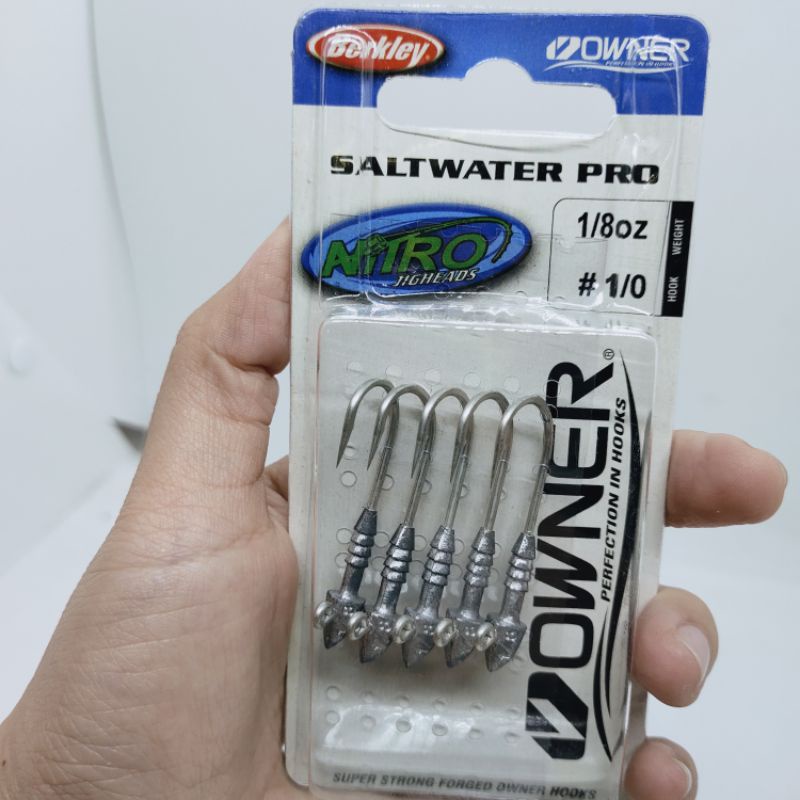 Berkley
OWNER
PERFECTION IN HOOKS
SALTWATER PRO
NITRO
JIGHEADS
1/8oz
WEIGHT
# 1/0
HOOK
OWNER®
PERFECTION IN HOOKS
SUPER STRONG FORGED OWNER HOOKS